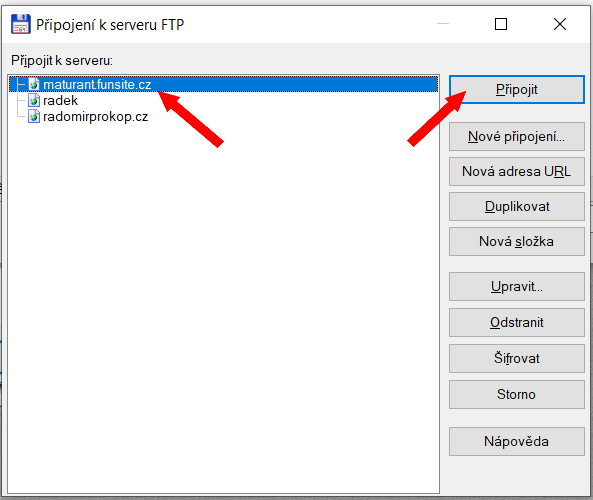 Připojení k serveru FTP
Připojit k serveru:
maturant.funsite.cz
radek
radomirprokop.cz
Připojit
Nové připojení...
Nová adresa URL
Duplikovat
Nová složka
Upravit...
Odstranit
Šifrovat
Storno
Nápověda